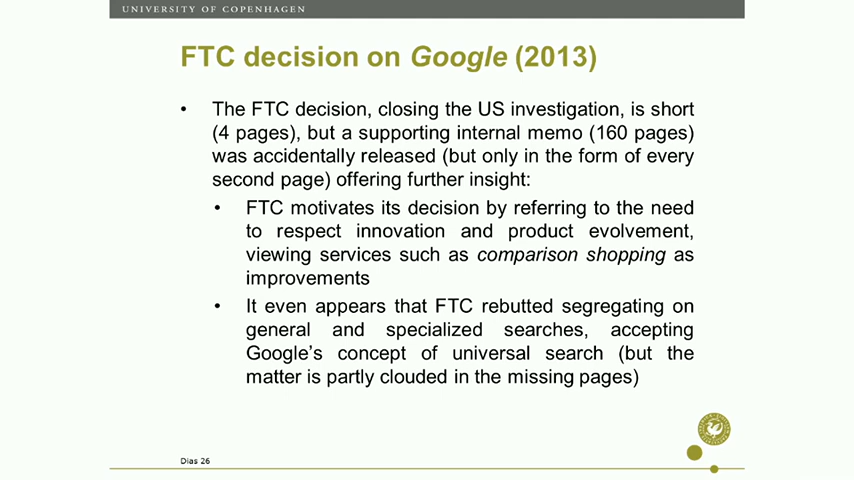 UNIVERSITY OF COPENHAGEN
FTC decision on Google (2013)
• The FTC decision, closing the US investigation, is short
(4 pages), but a supporting internal memo (160 pages)
was accidentally released (but only in the form of every
second page) offering further insight:
• FTC motivates its decision by referring to the need
to respect innovation and product evolvement,
viewing services such as comparison shopping as
improvements
• It even appears that FTC rebutted segregating on
general and specialized searches, accepting
Google’s concept of universal search (but the
matter is partly clouded in the missing pages)
Dias 26